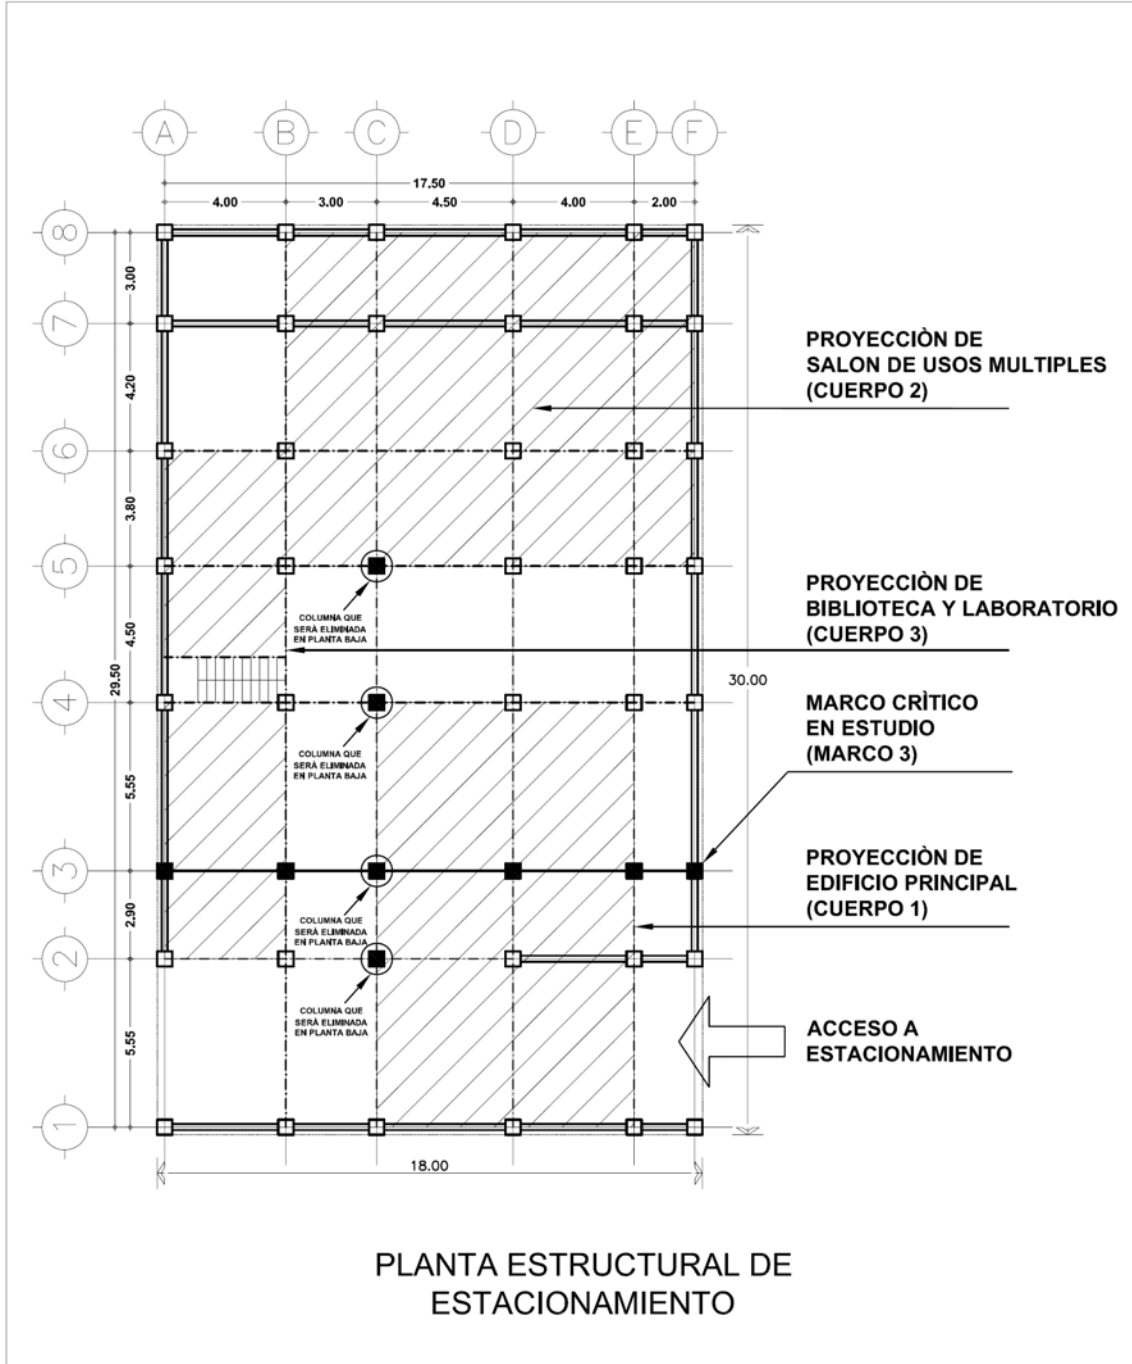 A B C D E F
17.50
4.00 3.00 4.50 4.00 2.00
8
3.00
7
4.20
PROYECCIÒN DE
SALON DE USOS MULTIPLES
(CUERPO 2)
6
3.80
5
PROYECCIÒN DE
BIBLIOTECA Y LABORATORIO
(CUERPO 3)
COLUMNA QUE
SERÀ ELIMINADA
EN PLANTA BAJA
4.50
29.50
30.00
4
MARCO CRÌTICO
EN ESTUDIO
(MARCO 3)
COLUMNA QUE
SERÀ ELIMINADA
EN PLANTA BAJA
5.55
3
PROYECCIÒN DE
EDIFICIO PRINCIPAL
(CUERPO 1)
2.90
COLUMNA QUE
SERÀ ELIMINADA
EN PLANTA BAJA
2
COLUMNA QUE
SERÀ ELIMINADA
EN PLANTA BAJA
5.55
ACCESO A
ESTACIONAMIENTO
1
18.00
PLANTA ESTRUCTURAL DE
ESTACIONAMIENTO